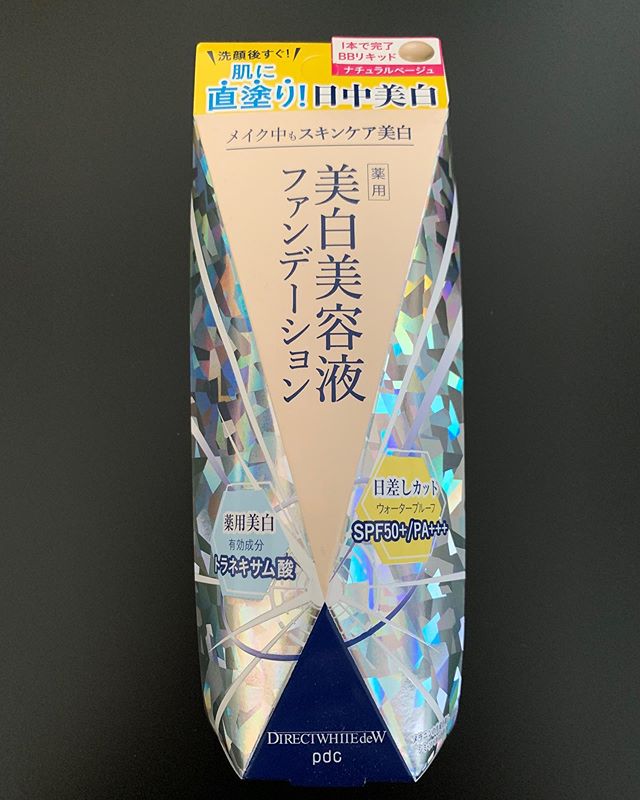 洗顔後すぐ!
肌に
直塗り!日中美白
1本で完了
BBリキッド
ナチュラルベージュ
メイク中もスキンケア美白
薬用
美白美容液
ファンデーション
日差しカット
ウォータープルーフ
SPF50+/PA+++
薬用美白
有効成分
トラネキサム酸
DIRECTWHITEdeW
pdc